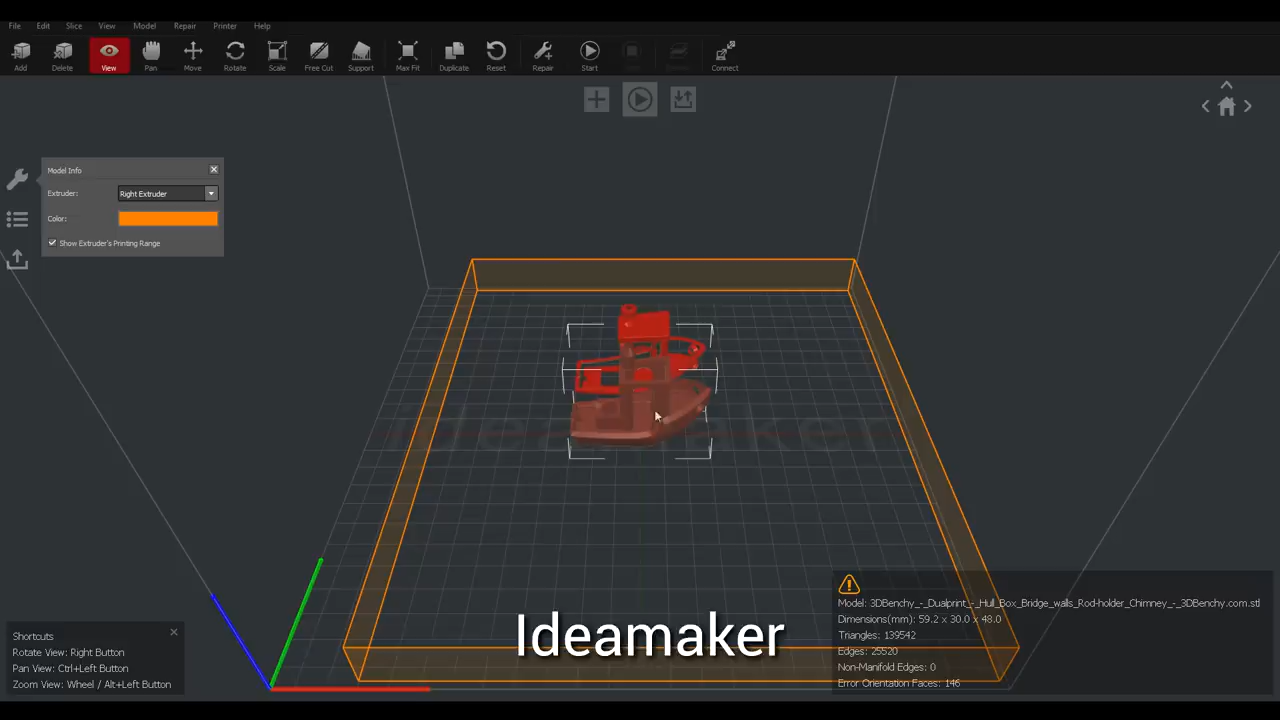 File Edit Slice View Model Repair Printer Help
Add Delete View Pan Move Rotate Scale Free Cut Support Max Fit Duplicate Reset Repair Start Connect
Model Info
Extruder: Right Extruder
Color:
Show Extruder's Printing Range
ideamaker
Model: 3DBenchy_-_Dualprint_-_Hull_Box_Bridge_walls_Rod-holder_Chimney_-_3DBenchy.com.stl
Dimensions(mm): 59.2 x 30.0 x 48.0
Triangles: 139542
Edges: 25520
Non-Manifold Edges: 0
Error Orientation Faces: 146
Ideamaker
Shortcuts
Rotate View: Right Button
Pan View: Ctrl+Left Button
Zoom View: Wheel / Alt+Left Button